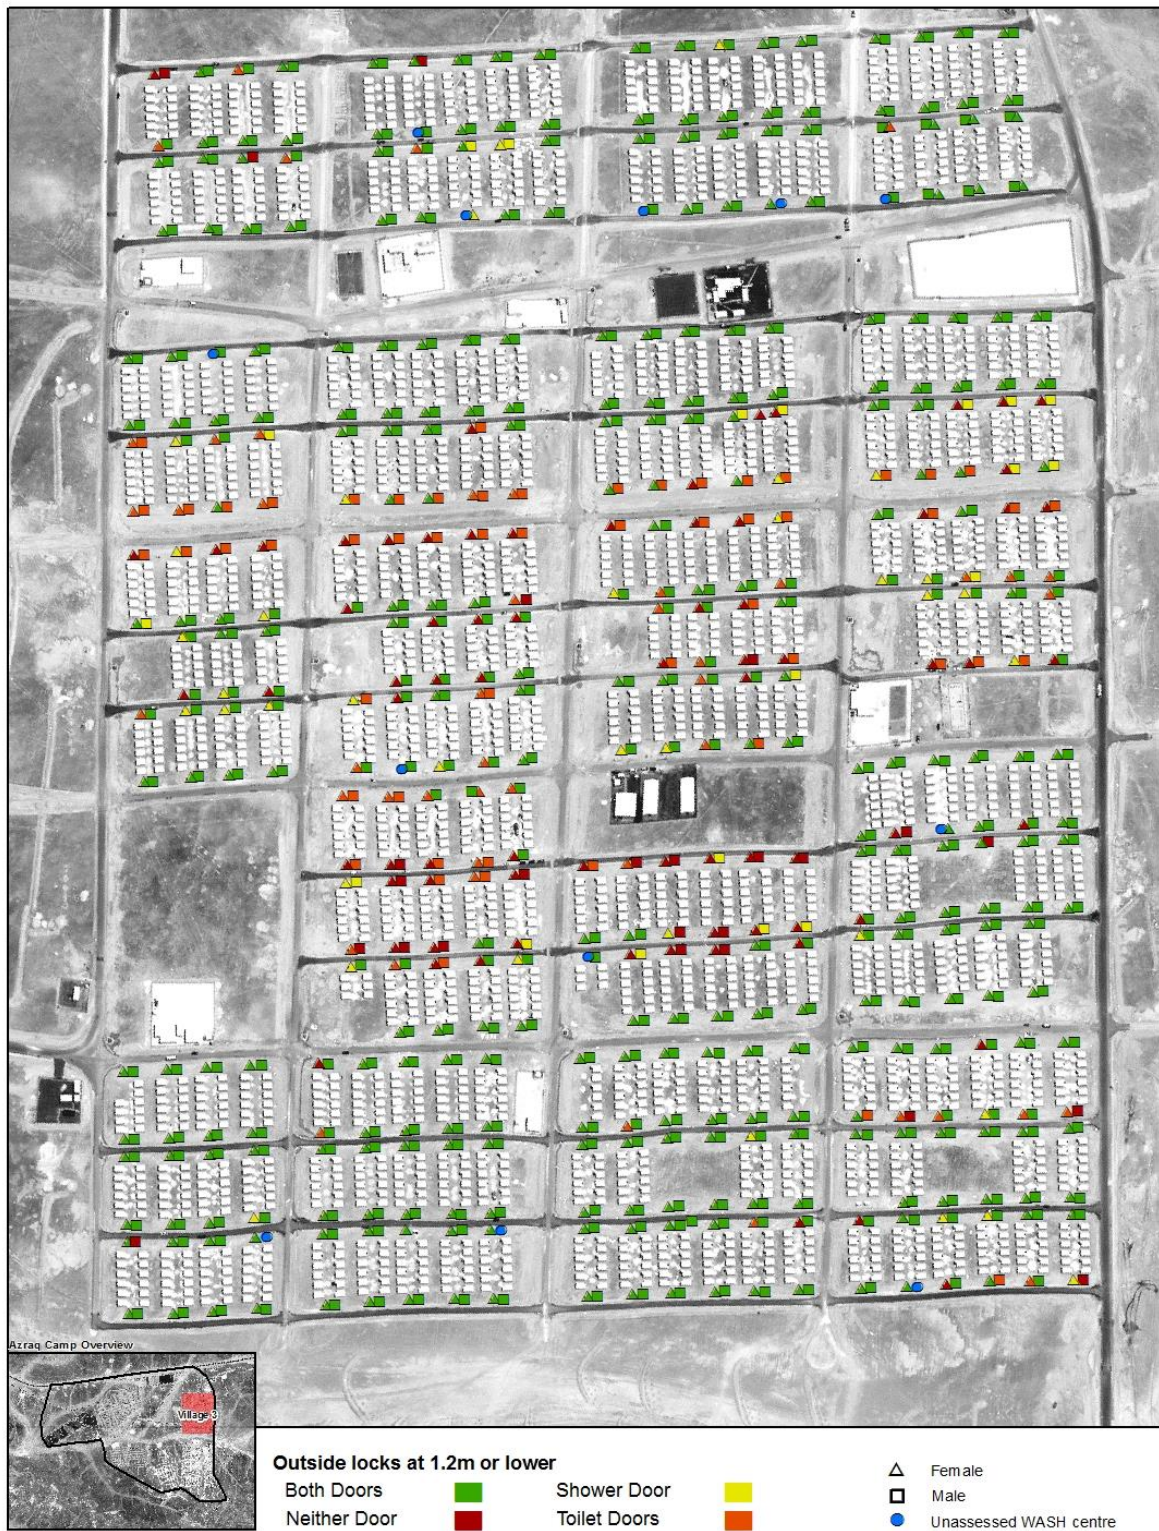 Azraq Camp Overview
Village 3
Outside locks at 1.2m or lower
Both Doors
Shower Door
Neither Door
Toilet Doors
Female
Male
Unassessed WASH centre